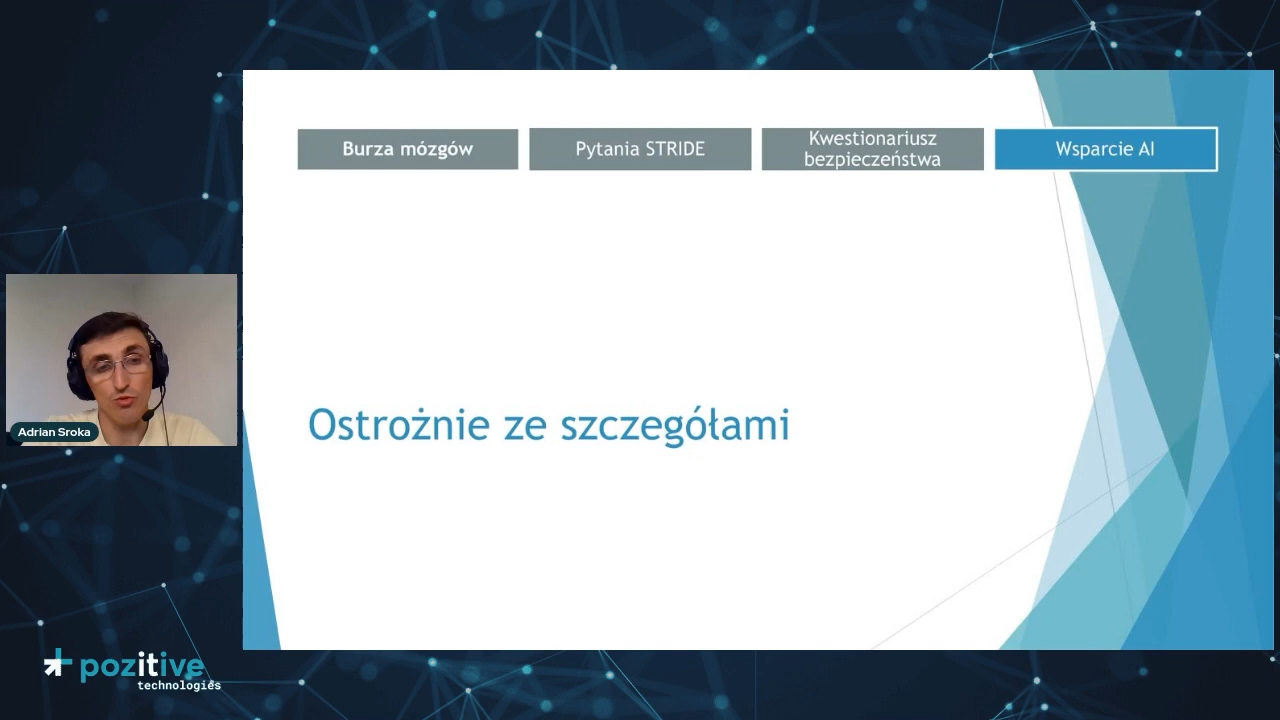 Burza mózgów
Pytania STRIDE
Kwestionariusz
bezpieczeństwa
Wsparcie AI
Ostrożnie ze szczegółami
Adrian Sroka
pozitive
technologies